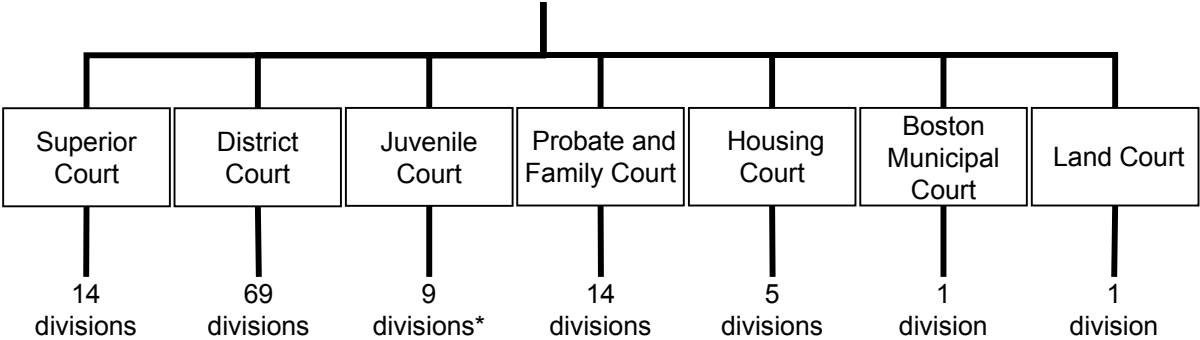 Superior
Court
District
Court
Juvenile
Court
Probate and
Family Court
Housing
Court
Boston
Municipal
Court
Land Court
14
divisions
69
divisions
9
divisions*
14
divisions
5
divisions
1
division
1
division